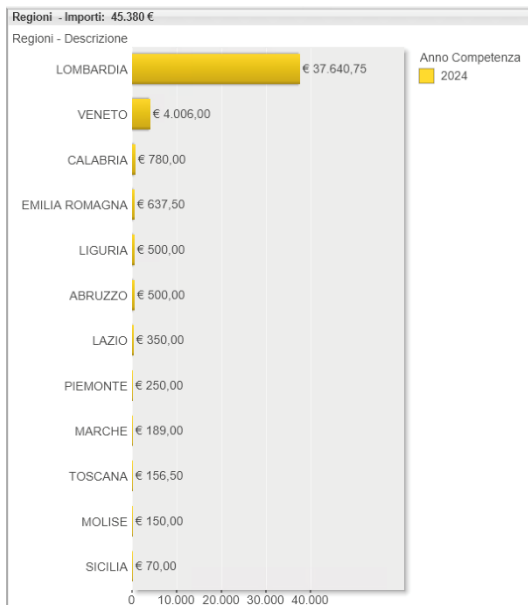 Regioni - Importi: 45.380 €
Regioni - Descrizione
Anno Competenza
2024
LOMBARDIA € 37.640,75
VENETO € 4.006,00
CALABRIA € 780,00
EMILIA ROMAGNA € 637,50
LIGURIA € 500,00
ABRUZZO € 500,00
LAZIO € 350,00
PIEMONTE € 250,00
MARCHE € 189,00
TOSCANA € 156,50
MOLISE € 150,00
SICILIA € 70,00
0 10.000 20.000 30.000 40.000